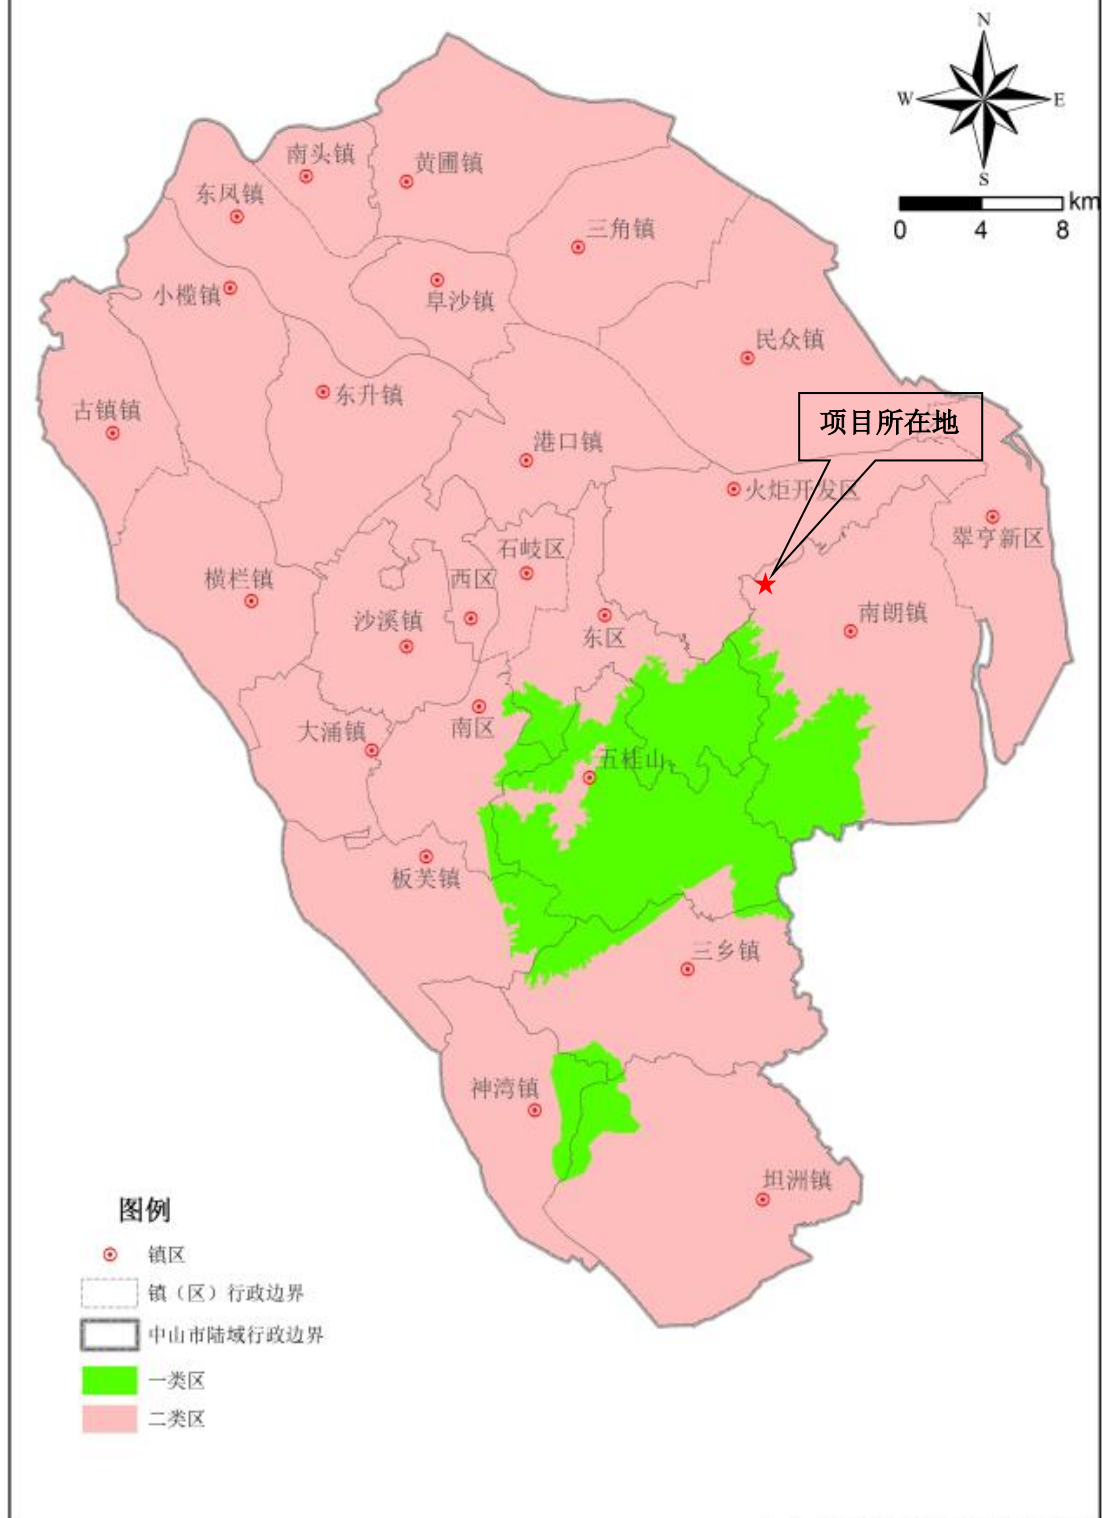 N
W
E
S
km
0
4
8
南头镇
黄圃镇
东凤镇
三角镇
小榄镇
阜沙镇
民众镇
东升镇
古镇镇
项目所在地
港口镇
火炬开发区
翠亨新区
石岐区
横栏镇
西区
沙溪镇
南朗镇
东区
大涌镇
南区
五桂山
板芙镇
三乡镇
神湾镇
坦洲镇
图例
镇区
镇（区）行政边界
中山市陆域行政边界
一类区
二类区